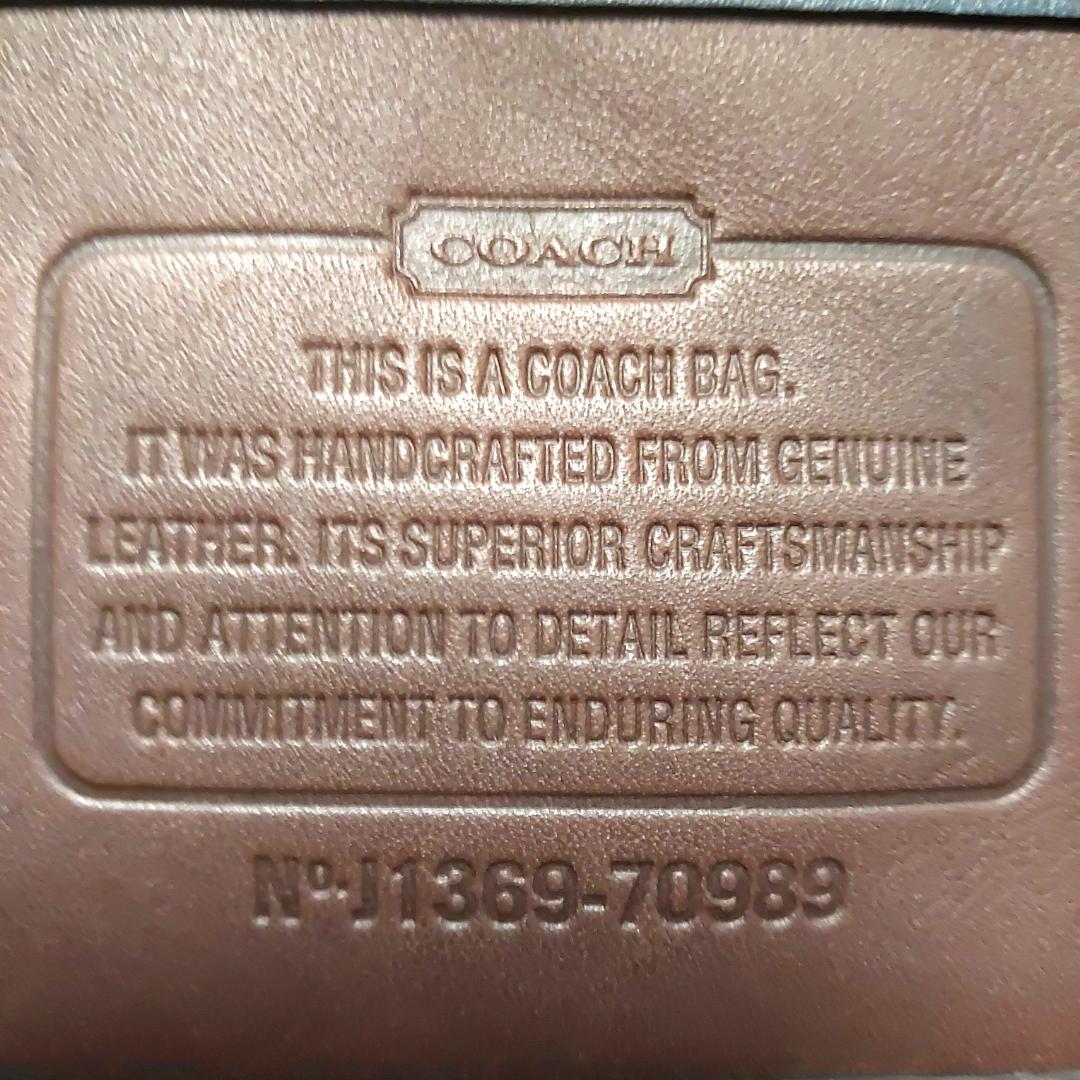 COACH
THIS IS A COACH BAG.
IT WAS HANDCRAFTED FROM GENUINE
LEATHER. ITS SUPERIOR CRAFTSMANSHIP
AND ATTENTION TO DETAIL REFLECT OUR
COMMITMENT TO ENDURING QUALITY.
Nº J1369-70989